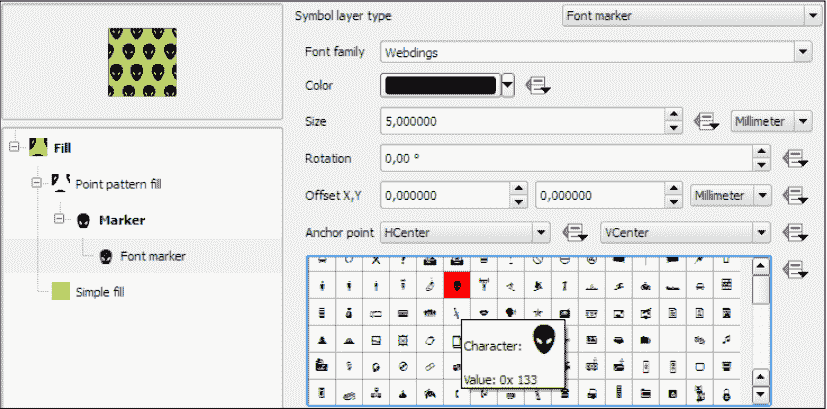 Symbol layer type Font marker
Font family Webdings
Color
Size 5,000000 Millimeter
Rotation 0,00 °
Offset X,Y 0,000000 0,000000 Millimeter
Anchor point HCenter VCenter
Fill
Point pattern fill
Marker
Font marker
Simple fill
Character:
Value: 0x 133